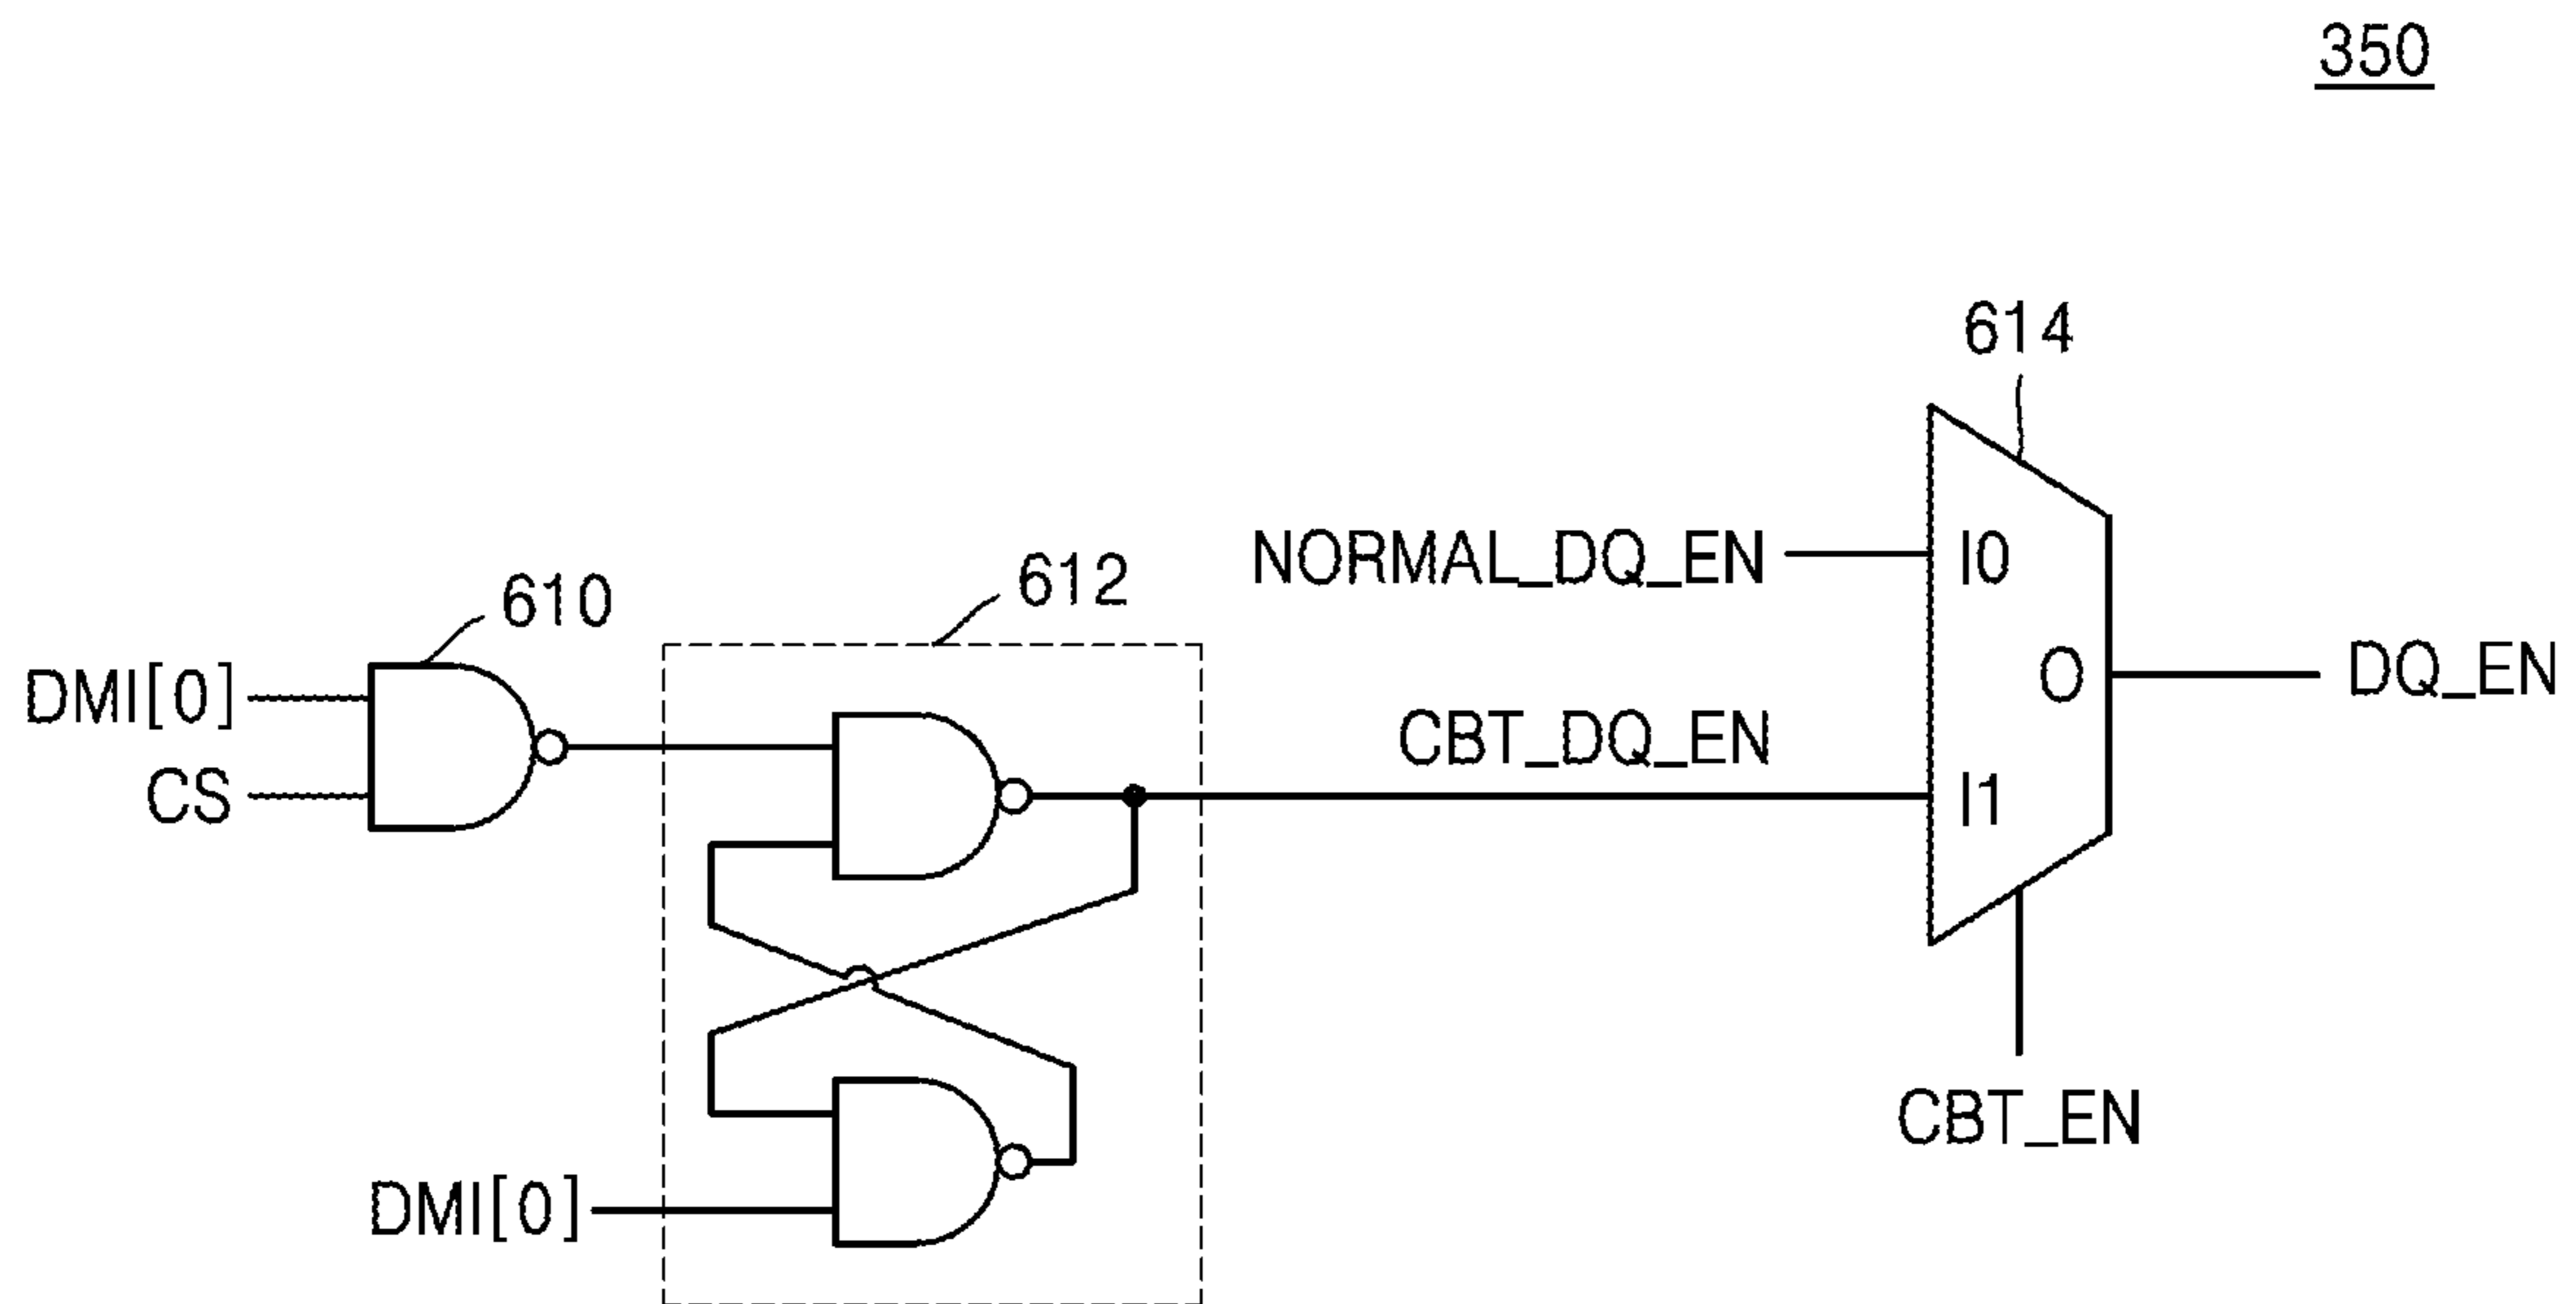 350
614
NORMAL_DQ_EN
I0
612
610
DMI[0]
O
DQ_EN
CBT_DQ_EN
CS
I1
CBT_EN
DMI[0]